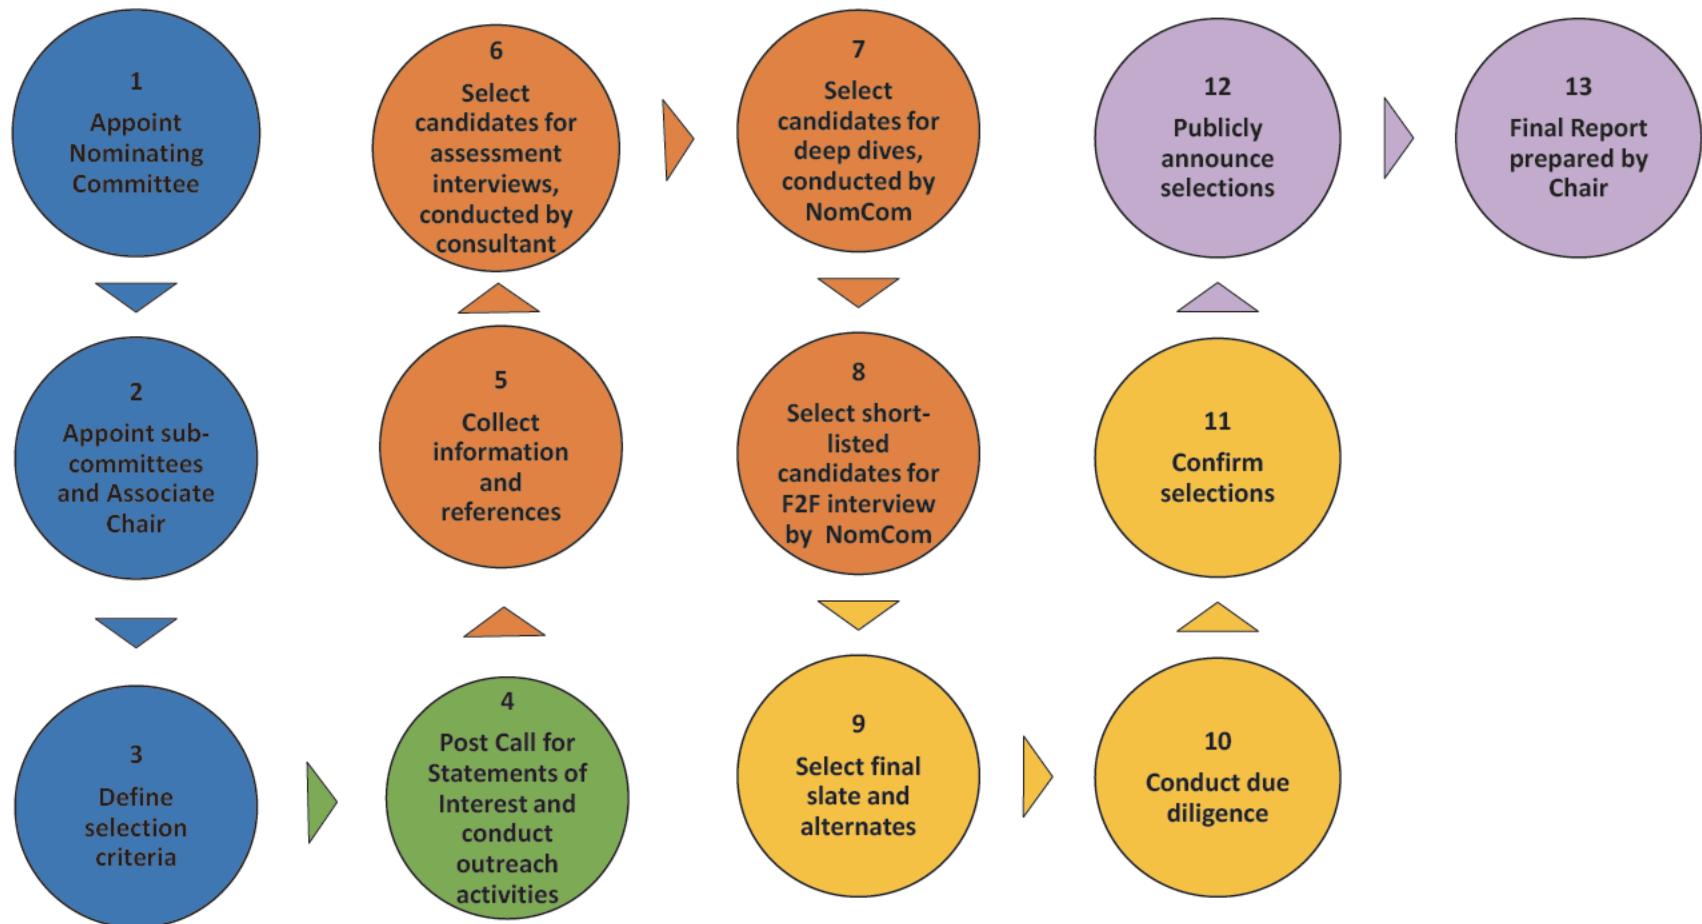 1
Appoint
Nominating
Committee
2
Appoint sub-
committees
and Associate
Chair
3
Define
selection
criteria
4
Post Call for
Statements of
Interest and
conduct
outreach
activities
5
Collect
information
and
references
6
Select
candidates for
assessment
interviews,
conducted by
consultant
7
Select
candidates for
deep dives,
conducted by
NomCom
8
Select short-
listed
candidates for
F2F interview
by NomCom
9
Select final
slate and
alternates
10
Conduct due
diligence
11
Confirm
selections
12
Publicly
announce
selections
13
Final Report
prepared by
Chair